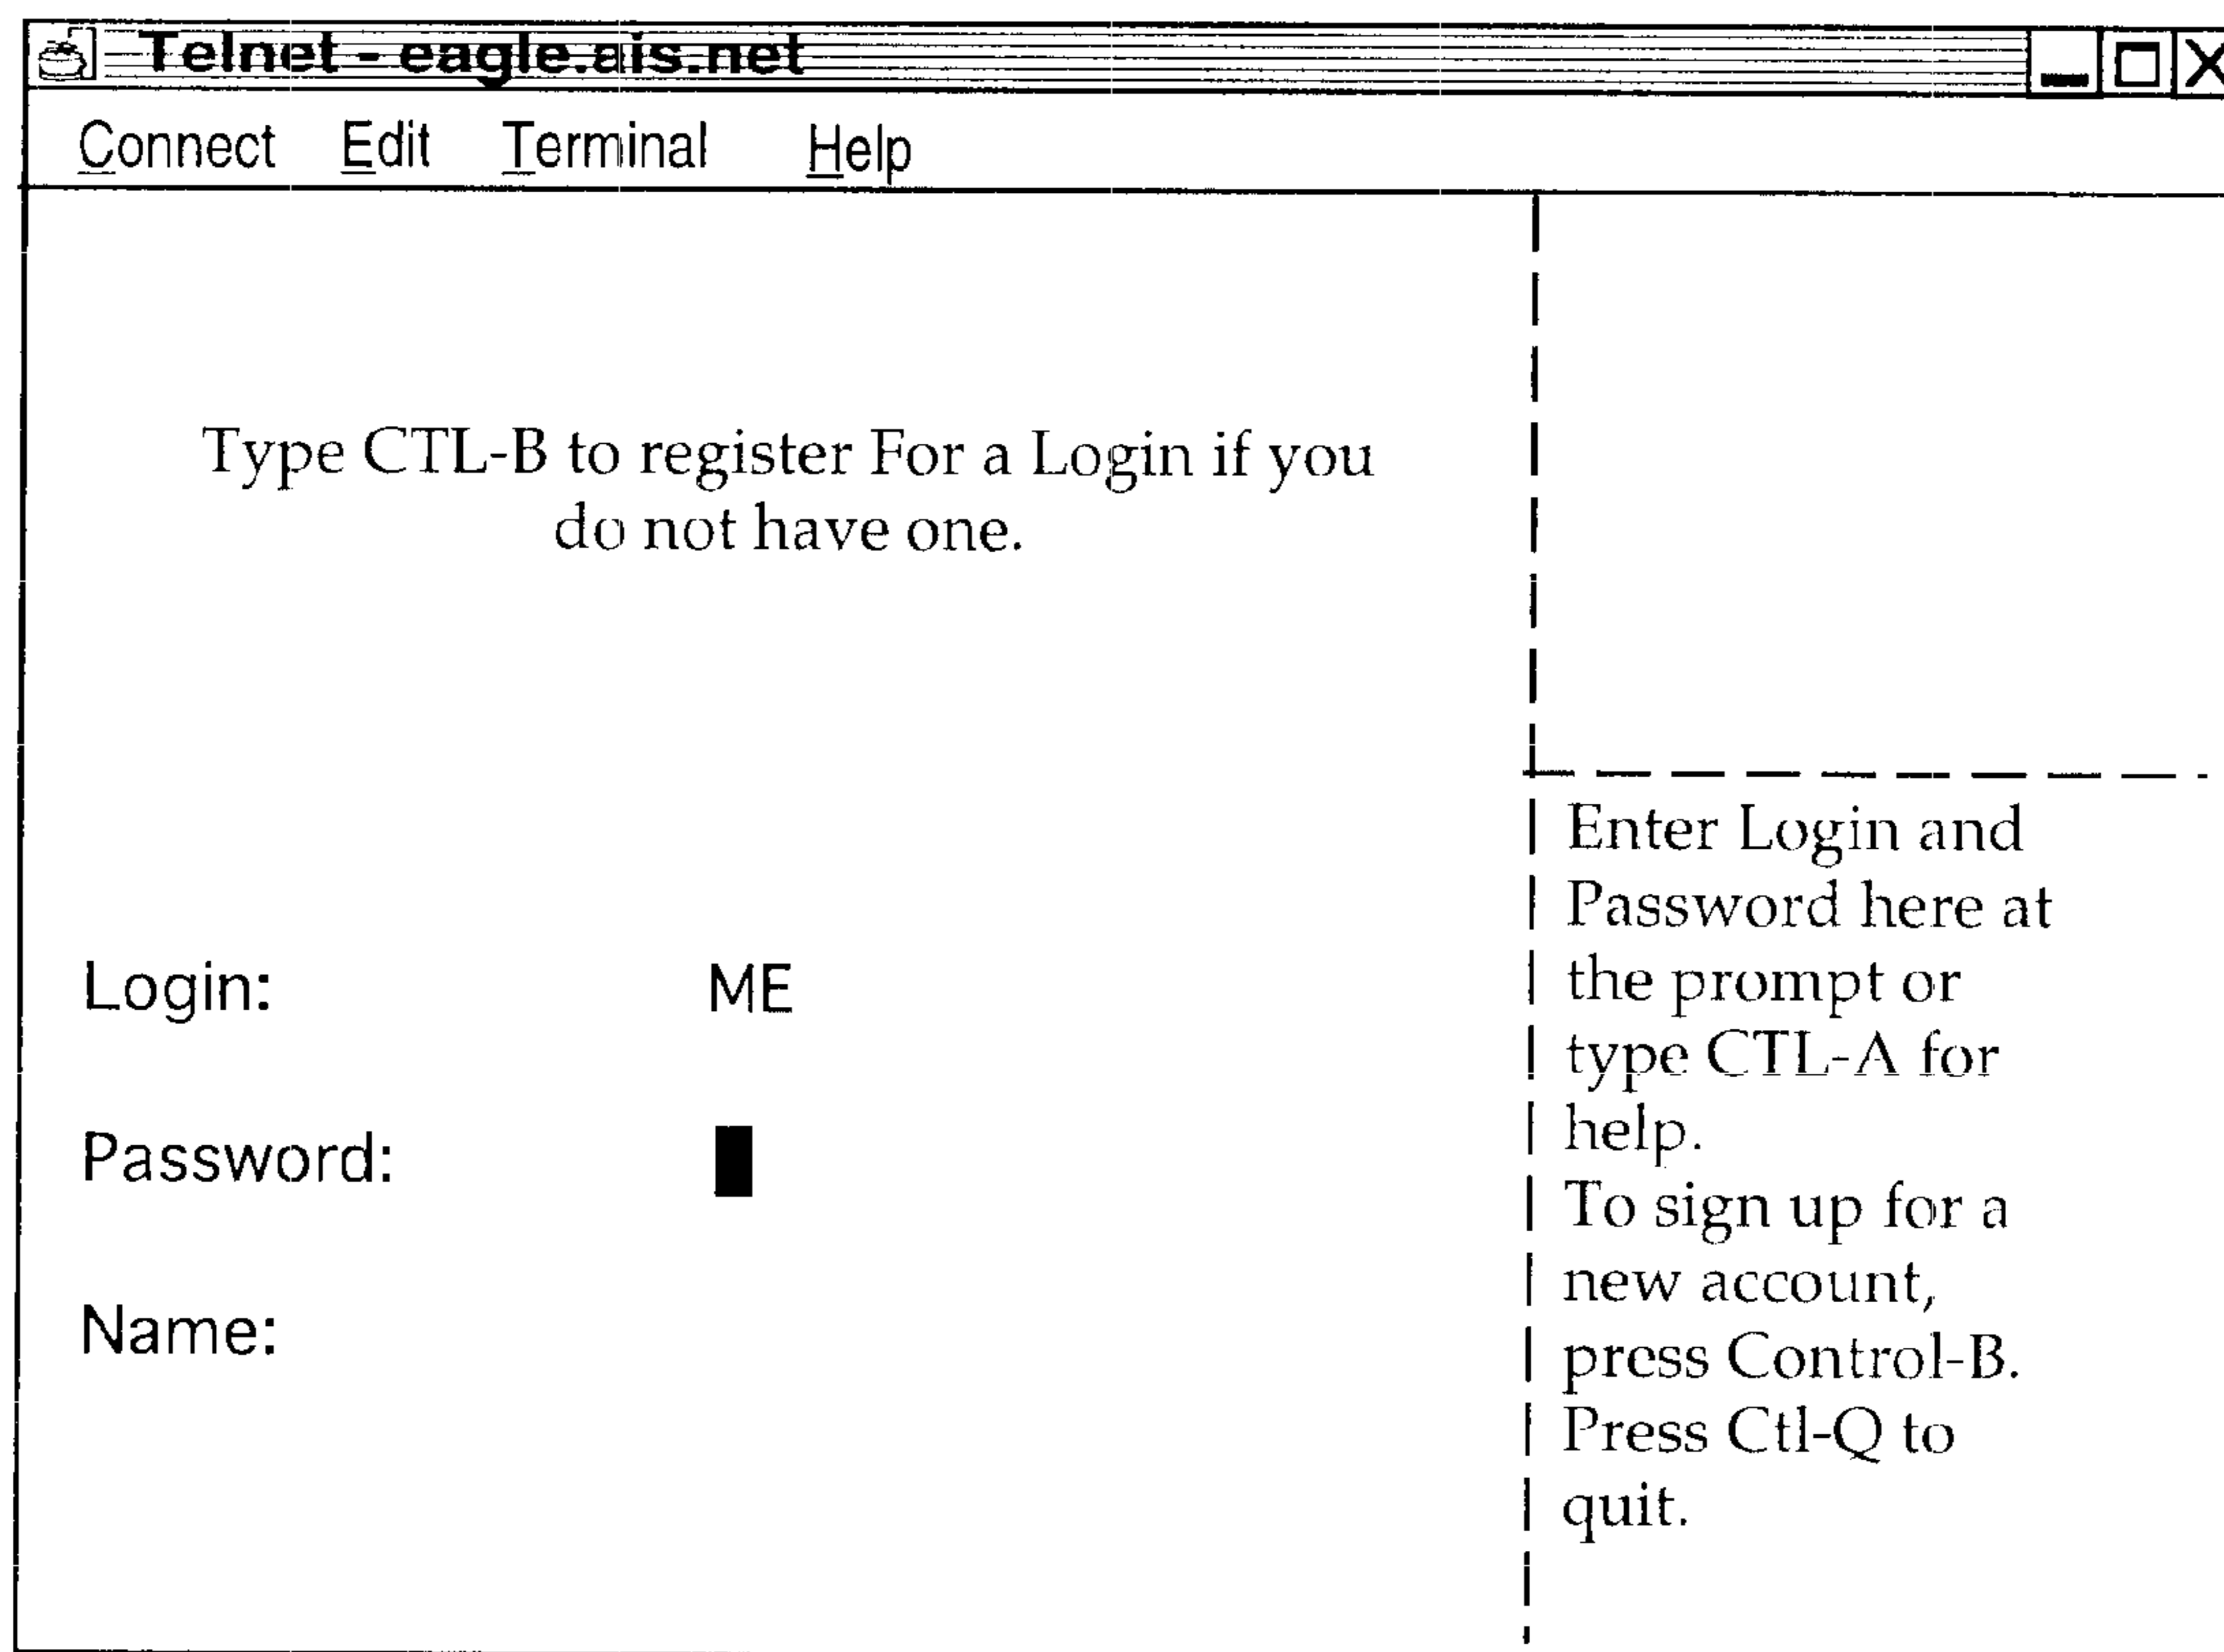 Telnet - eagle.ais.net
Connect Edit Terminal Help
Type CTL-B to register For a Login if you
do not have one.
Login: ME
Password:
Name:
Enter Login and
Password here at
the prompt or
type CTL-A for
help.
To sign up for a
new account,
press Control-B.
Press Ctl-Q to
quit.